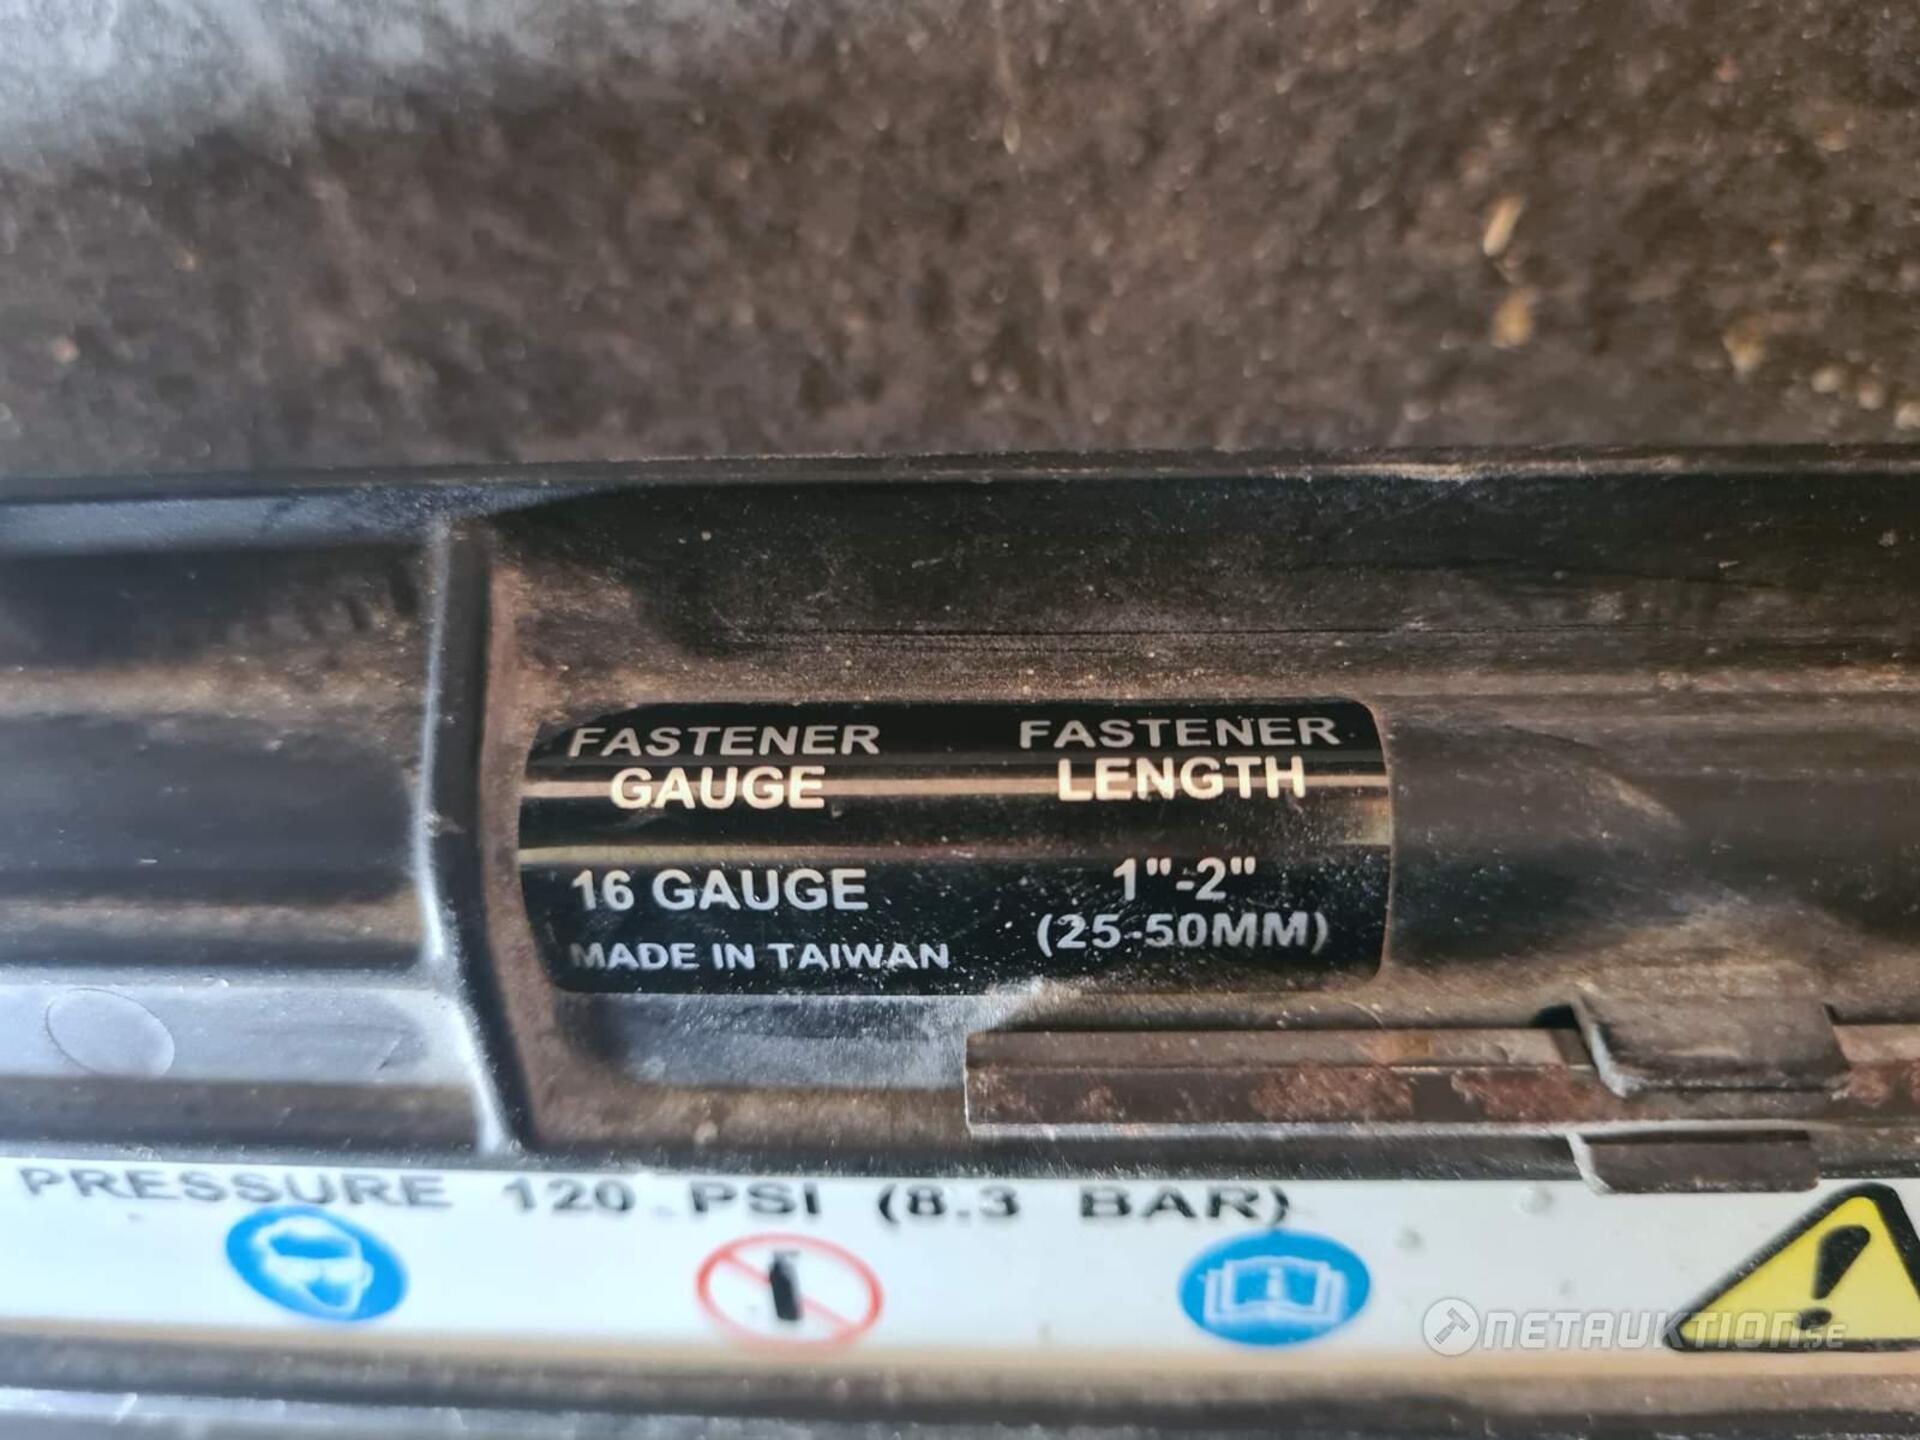 FASTENER GAUGE
FASTENER LENGTH
16 GAUGE
1"-2"
(25-50MM)
MADE IN TAIWAN
PRESSURE 120 PSI (8.3 BAR)
NETAUKTION.SE